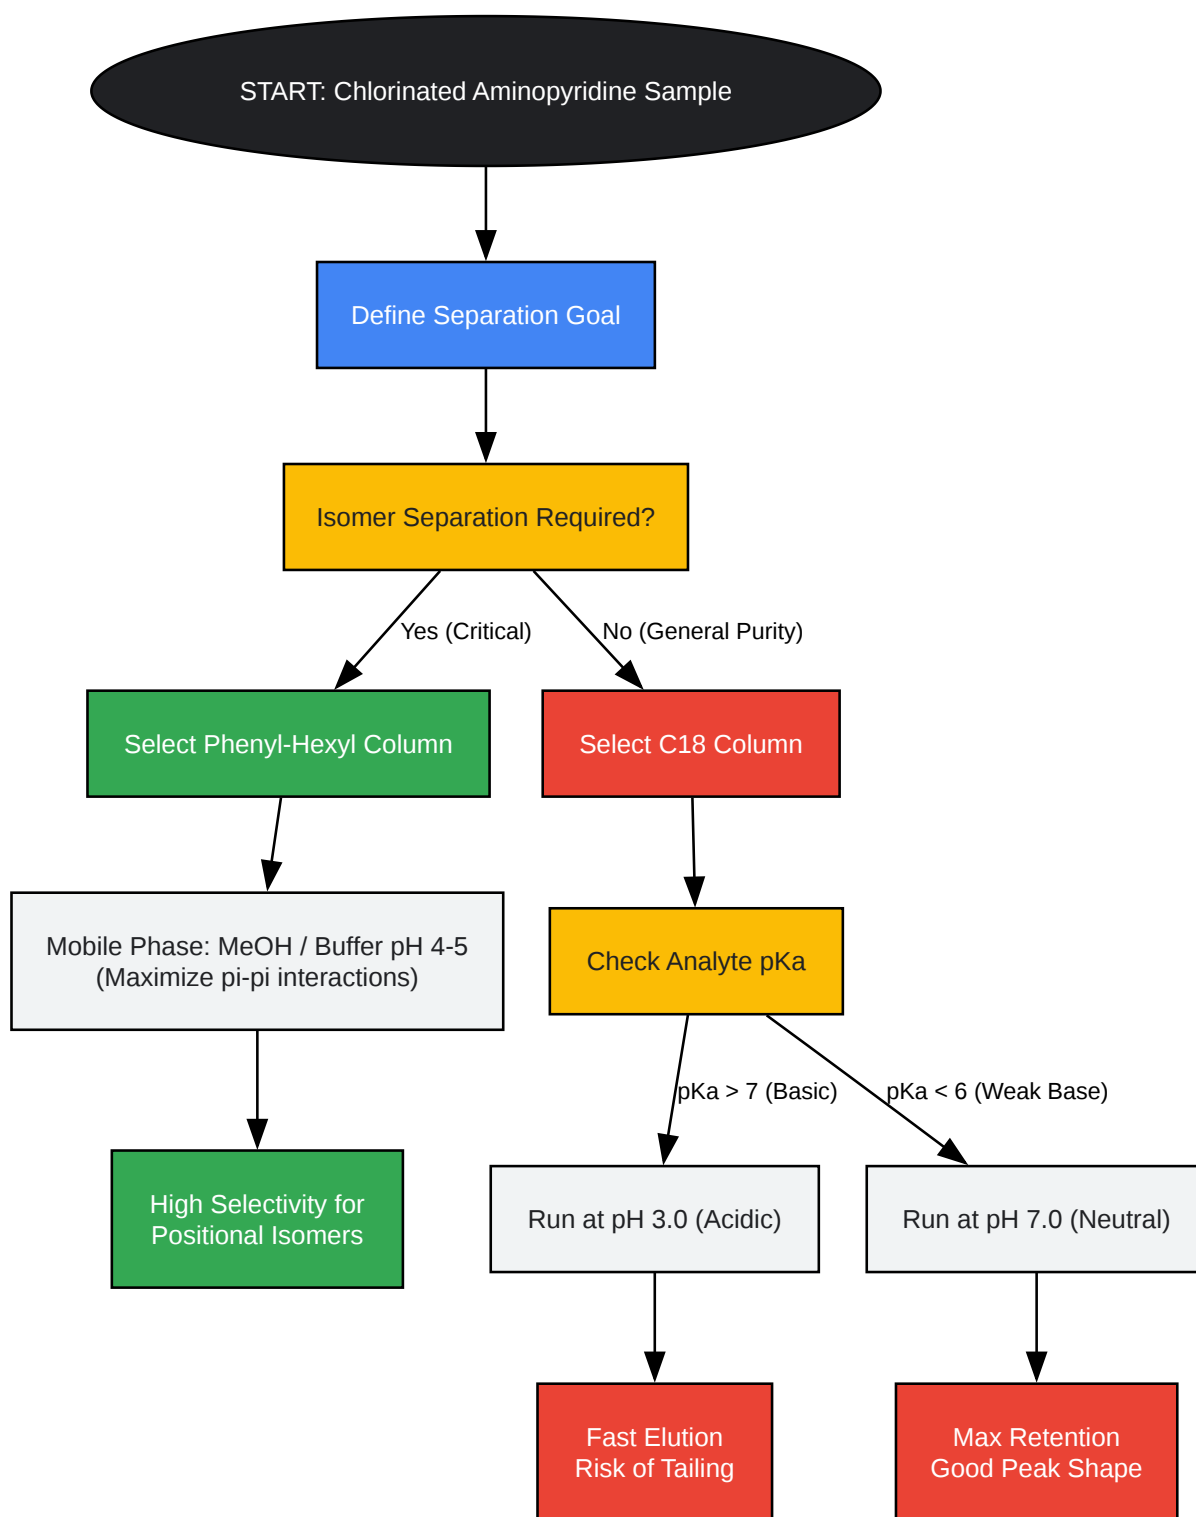 START: Chlorinated Aminopyridine Sample
Define Separation Goal
Isomer Separation Required?
Yes (Critical)
No (General Purity)
Select Phenyl-Hexyl Column
Select C18 Column
Mobile Phase: MeOH / Buffer pH 4-5
(Maximize pi-pi interactions)
Check Analyte pKa
pKa > 7 (Basic)
pKa < 6 (Weak Base)
High Selectivity for
Positional Isomers
Run at pH 3.0 (Acidic)
Run at pH 7.0 (Neutral)
Fast Elution
Risk of Tailing
Max Retention
Good Peak Shape